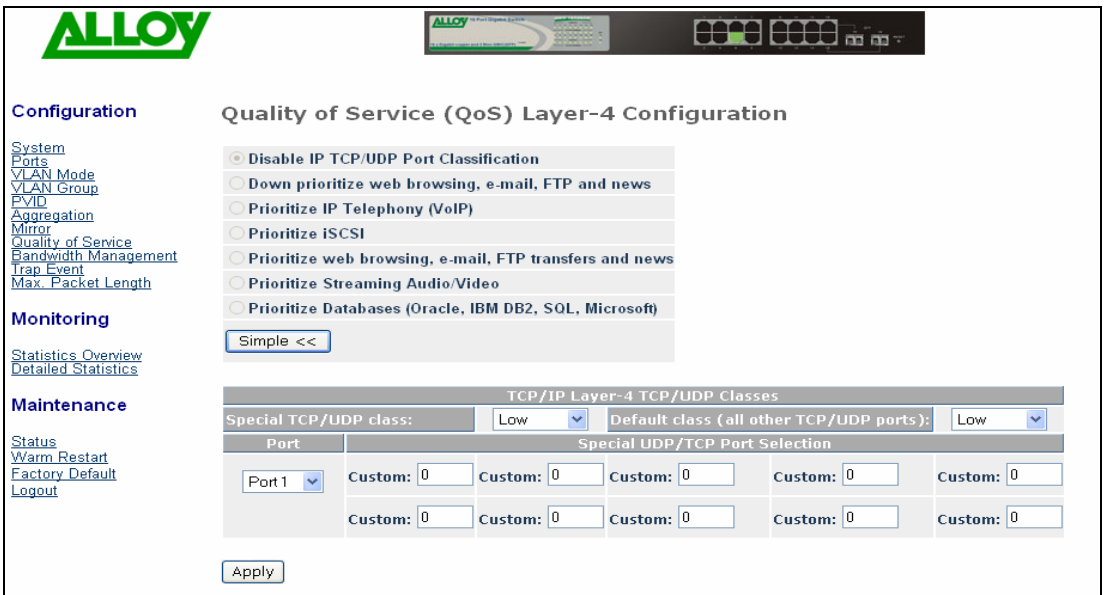 ALLOY
ALLOY 16 Port Gigabit Switch
Configuration
System
Ports
VLAN Mode
VLAN Group
PVID
Aggregation
Mirror
Quality of Service
Bandwidth Management
Trap Event
Max. Packet Length
Monitoring
Statistics Overview
Detailed Statistics
Maintenance
Status
Warm Restart
Factory Default
Logout
Quality of Service (QoS) Layer-4 Configuration
Disable IP TCP/UDP Port Classification
Down prioritize web browsing, e-mail, FTP and news
Prioritize IP Telephony (VoIP)
Prioritize iSCSI
Prioritize web browsing, e-mail, FTP transfers and news
Prioritize Streaming Audio/Video
Prioritize Databases (Oracle, IBM DB2, SQL, Microsoft)
Simple <<
TCP/IP Layer-4 TCP/UDP Classes
Special TCP/UDP class: Low Default class (all other TCP/UDP ports): Low
Port Special UDP/TCP Port Selection
Port 1 Custom: 0 Custom: 0 Custom: 0 Custom: 0 Custom: 0
Custom: 0 Custom: 0 Custom: 0 Custom: 0 Custom: 0
Apply